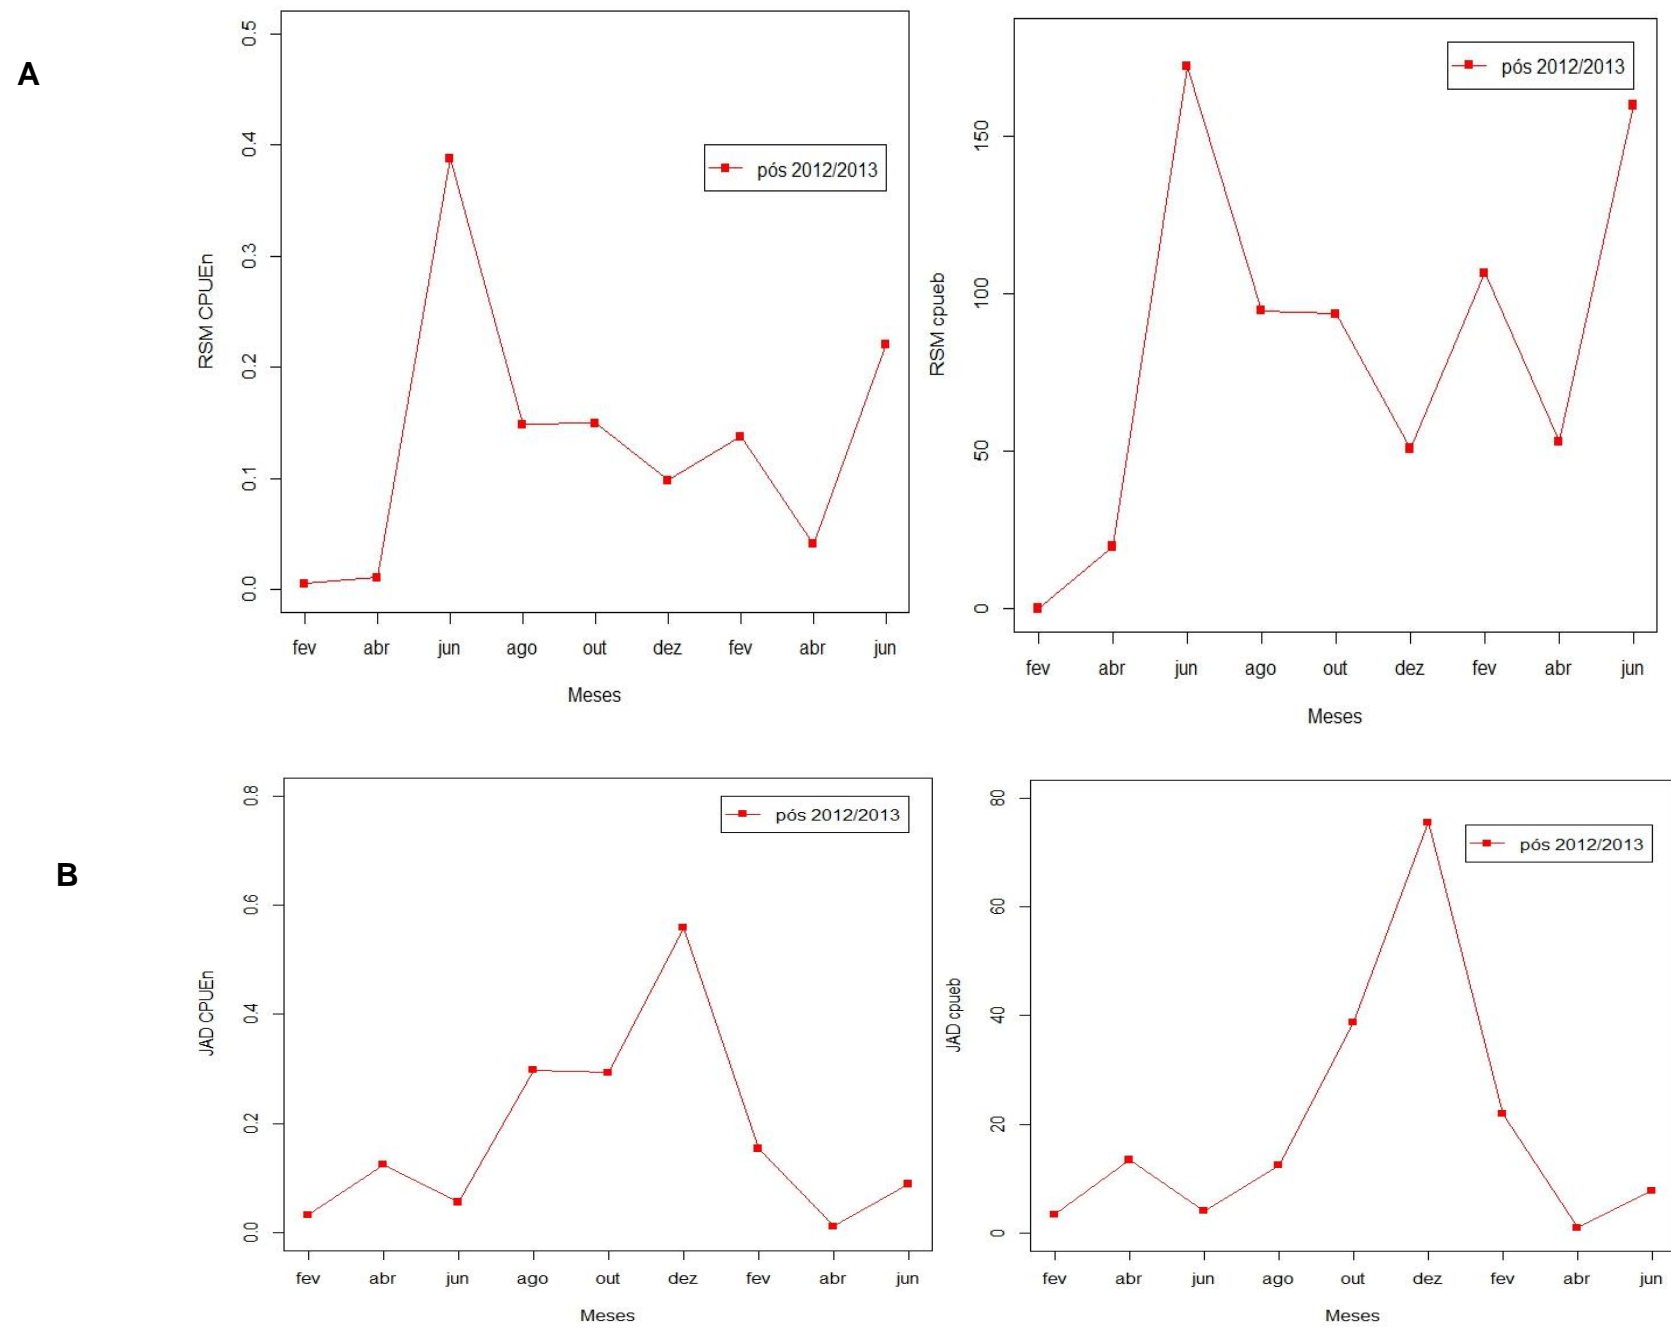 A
RSM CPUEn
0.5
0.4
0.3
0.2
0.1
0.0
pós 2012/2013
fev abr jun ago out dez fev abr jun
Meses
RSM cpueb
150
100
50
0
pós 2012/2013
fev abr jun ago out dez fev abr jun
Meses
B
JAD CPUEn
0.8
0.6
0.4
0.2
0.0
pós 2012/2013
fev abr jun ago out dez fev abr jun
Meses
JAD cpueb
80
60
40
20
0
pós 2012/2013
fev abr jun ago out dez fev abr jun
Meses